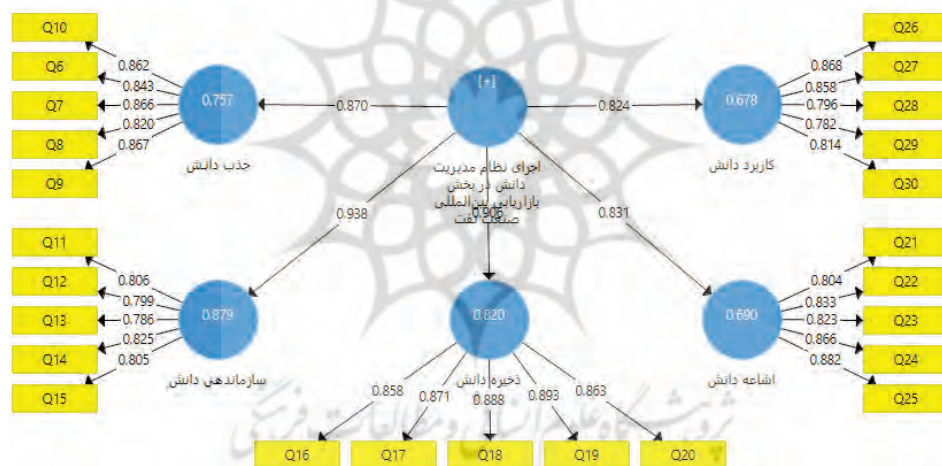 Q10
Q6
Q7
Q8
Q9
0.862
0.843
0.866
0.820
0.867
0.757
جذب دانش
0.870
[+]
اجرای نظام مدیریت
دانش در بخش
بازاریابی بین‌المللی
صنعت نفت
0.824
0.678
کاربرد دانش
0.868
0.858
0.796
0.782
0.814
Q26
Q27
Q28
Q29
Q30
0.938
0.906
0.831
Q11
Q12
Q13
Q14
Q15
0.806
0.799
0.786
0.825
0.805
0.879
سازماندهی دانش
0.820
ذخیره دانش
0.690
اشاعه دانش
0.804
0.833
0.823
0.866
0.882
Q21
Q22
Q23
Q24
Q25
0.858
0.871
0.888
0.893
0.863
Q16
Q17
Q18
Q19
Q20
پژوهشگاه علوم انسانی و مطالعات فرهنگی